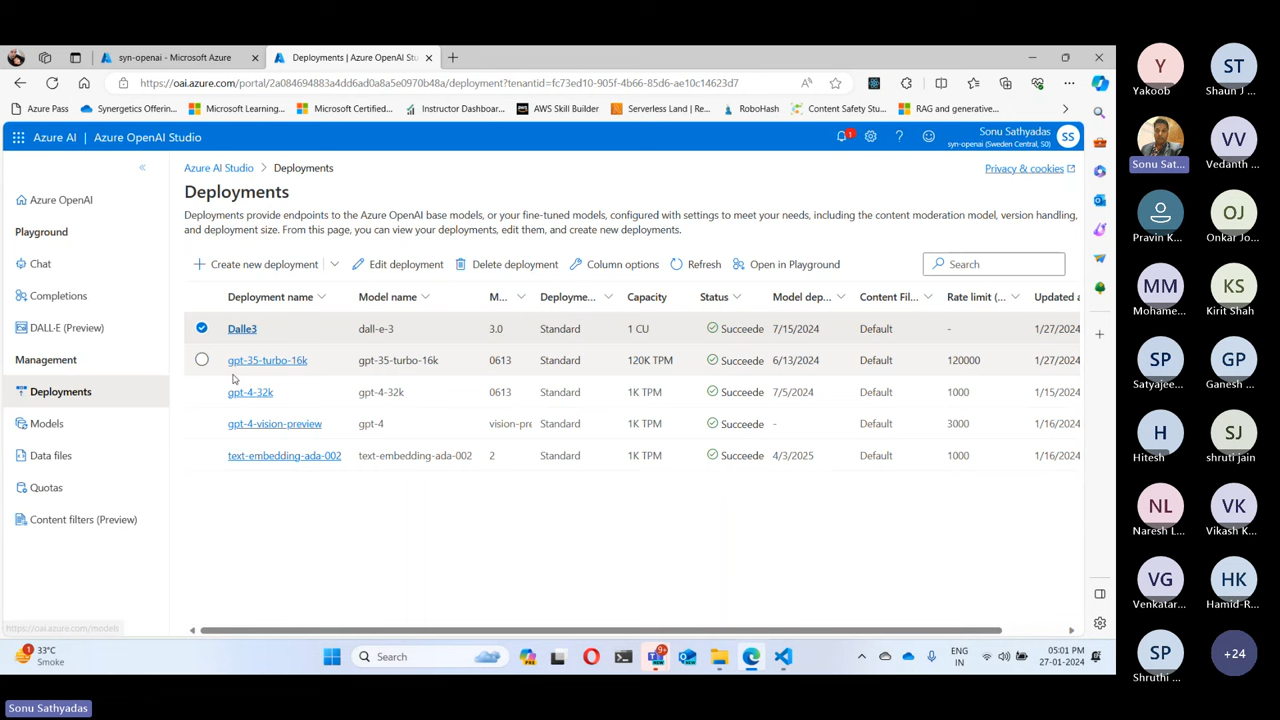 syn-openai - Microsoft Azure
Deployments | Azure OpenAI Stu
https://oai.azure.com/portal/2a084694883a4dd6ad0a8a5e0970b48a/deployment?tenantid=fc73ed10-905f-4b66-85d6-ae10c14623d7
Azure Pass
Synergetics Offering...
Microsoft Learning...
Microsoft Certified...
Instructor Dashboar...
AWS Skill Builder
Serverless Land | Re...
RoboHash
Content Safety Stu...
RAG and generative...
Azure AI | Azure OpenAI Studio
1
Sonu Sathyadas
syn-openai (Sweden Central, S0)
SS
Azure OpenAI
Playground
Chat
Completions
DALL·E (Preview)
Management
Deployments
Models
Data files
Quotas
Content filters (Preview)
https://oai.azure.com/models
Azure AI Studio > Deployments
Privacy & cookies
Deployments
Deployments provide endpoints to the Azure OpenAI base models, or your fine-tuned models, configured with settings to meet your needs, including the content moderation model, version handling,
and deployment size. From this page, you can view your deployments, edit them, and create new deployments.
Create new deployment
Edit deployment
Delete deployment
Column options
Refresh
Open in Playground
Search
Deployment name Model name M... Deployme... Capacity Status Model dep... Content Fil... Rate limit (... Updated a
Dalle3 dall-e-3 3.0 Standard 1 CU Succeede 7/15/2024 Default - 1/27/2024
gpt-35-turbo-16k gpt-35-turbo-16k 0613 Standard 120K TPM Succeede 6/13/2024 Default 120000 1/27/2024
gpt-4-32k gpt-4-32k 0613 Standard 1K TPM Succeede 7/5/2024 Default 1000 1/15/2024
gpt-4-vision-preview gpt-4 vision-pre Standard 1K TPM Succeede - Default 3000 1/16/2024
text-embedding-ada-002 text-embedding-ada-002 2 Standard 1K TPM Succeede 4/3/2025 Default 1000 1/16/2024
33°C
Smoke
1
Search
PRE
NEW
9+
NEW
ENG
IN
05:01 PM
27-01-2024
Sonu Sathyadas
Y
Yakoob
ST
Shaun J ...
Sonu Sat...
VV
Vedanth ...
Pravin K...
OJ
Onkar Jo...
MM
Mohame...
KS
Kirit Shah
SP
Satyajee...
GP
Ganesh ...
H
Hitesh
SJ
shruti jain
NL
Naresh L...
VK
Vikash K...
VG
Venkatar...
HK
Hamid-R...
SP
Shruthi ...
+24